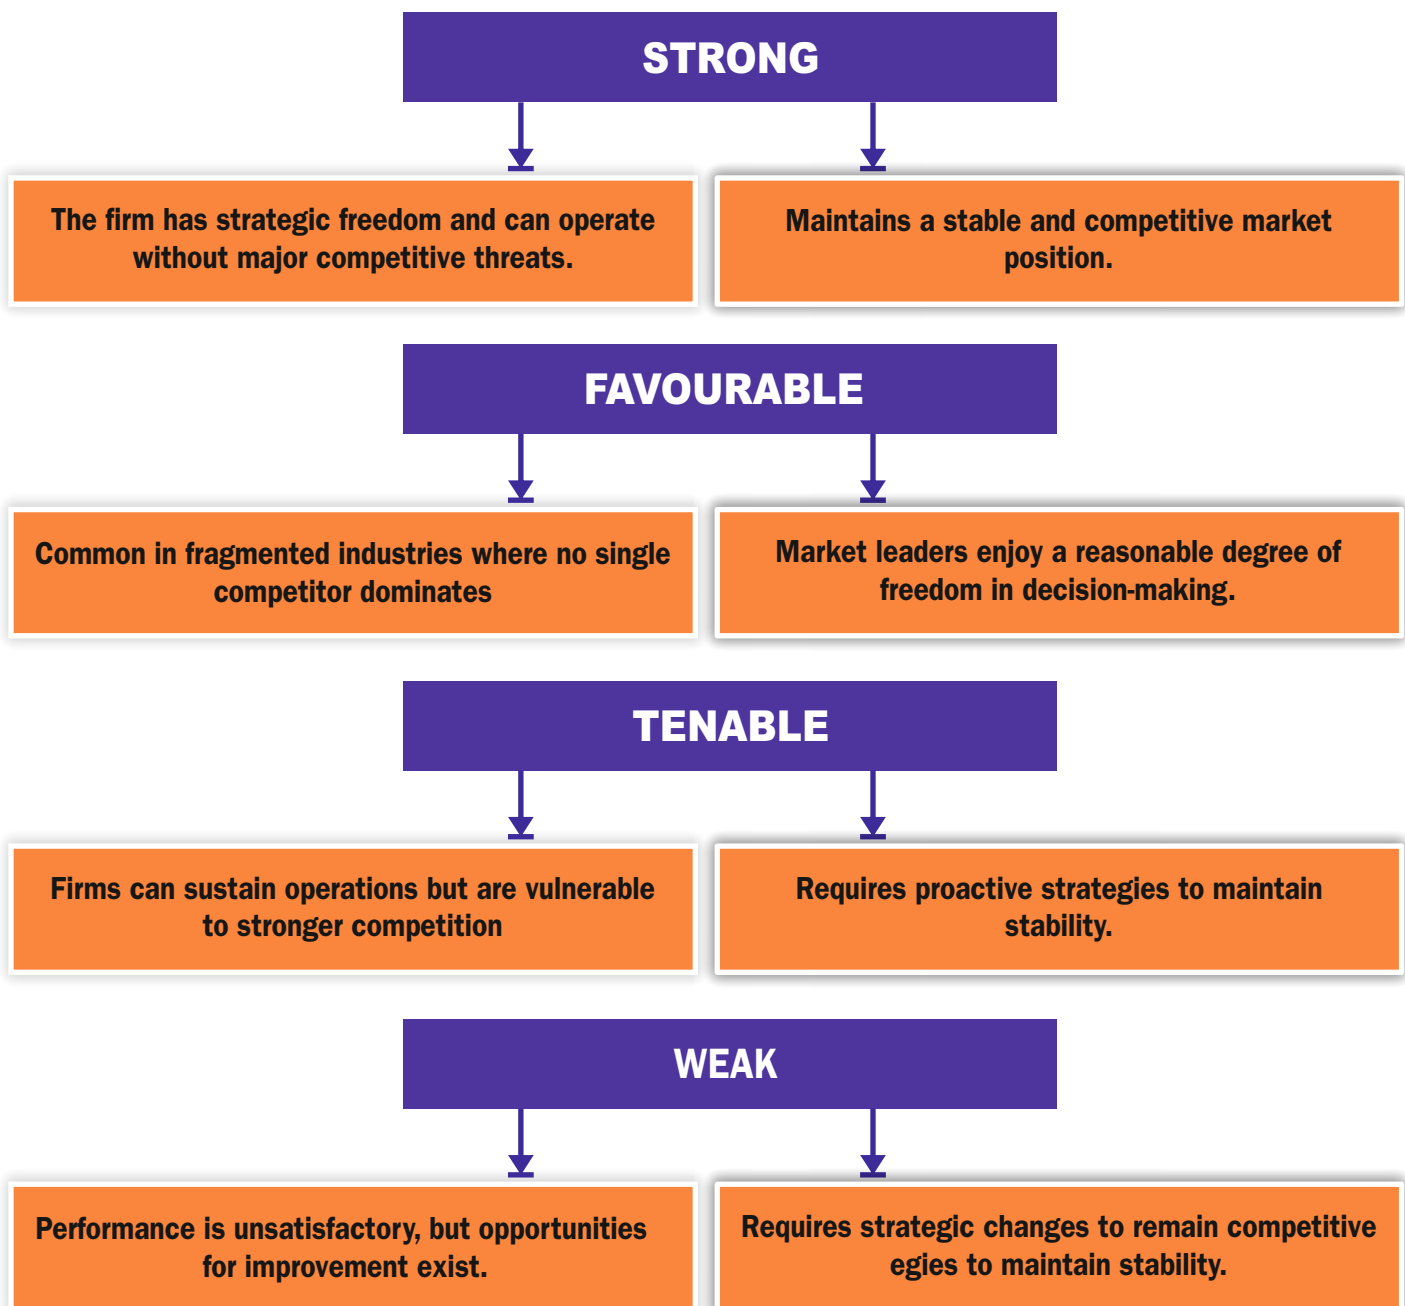 STRONG
The firm has strategic freedom and can operate
without major competitive threats.
Maintains a stable and competitive market
position.
FAVOURABLE
Common in fragmented industries where no single
competitor dominates
Market leaders enjoy a reasonable degree of
freedom in decision-making.
TENABLE
Firms can sustain operations but are vulnerable
to stronger competition
Requires proactive strategies to maintain
stability.
WEAK
Performance is unsatisfactory, but opportunities
for improvement exist.
Requires strategic changes to remain competitive
egies to maintain stability.